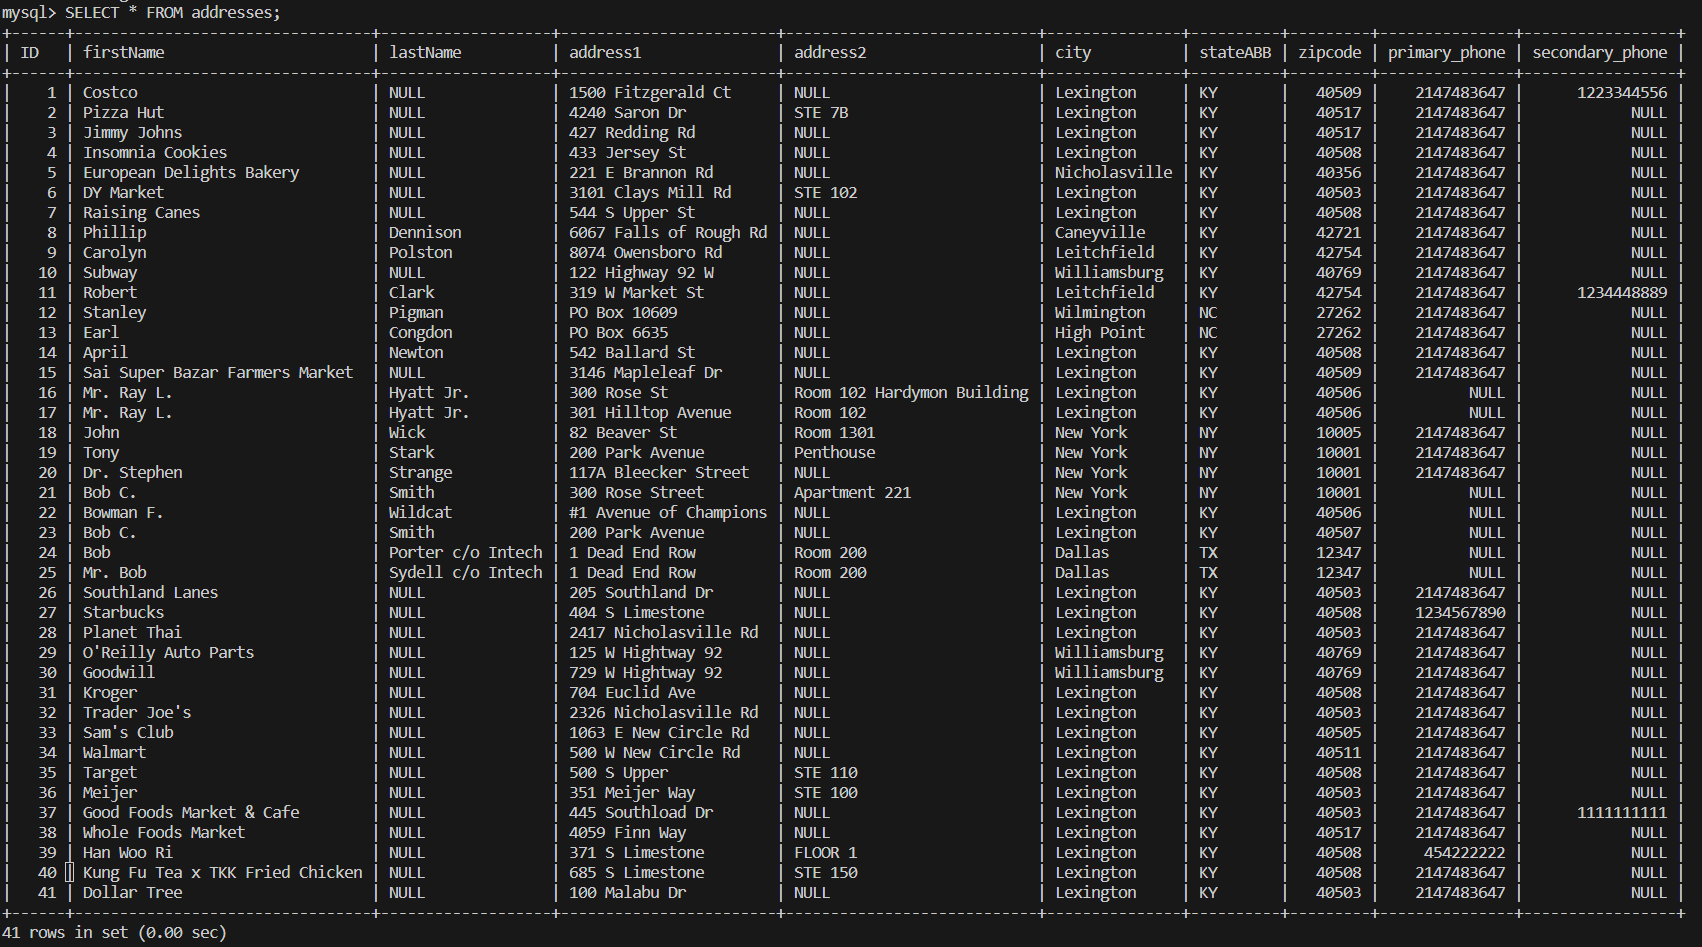 mysql> SELECT * FROM addresses;
+------+------------------------------+-----------------+---------------------+-------------------------+-------------+----------+---------+---------------+-----------------+
| ID | firstName | lastName | address1 | address2 | city | stateABB | zipcode | primary_phone | secondary_phone |
+------+------------------------------+-----------------+---------------------+-------------------------+-------------+----------+---------+---------------+-----------------+
| 1 | Costco | NULL | 1500 Fitzgerald Ct | NULL | Lexington | KY | 40509 | 2147483647 | 1223344556 |
| 2 | Pizza Hut | NULL | 4240 Saron Dr | STE 7B | Lexington | KY | 40517 | 2147483647 | NULL |
| 3 | Jimmy Johns | NULL | 427 Redding Rd | NULL | Lexington | KY | 40517 | 2147483647 | NULL |
| 4 | Insomnia Cookies | NULL | 433 Jersey St | NULL | Lexington | KY | 40508 | 2147483647 | NULL |
| 5 | European Delights Bakery | NULL | 221 E Brannon Rd | NULL | Nicholasville | KY | 40356 | 2147483647 | NULL |
| 6 | DY Market | NULL | 3101 Clays Mill Rd | STE 102 | Lexington | KY | 40503 | 2147483647 | NULL |
| 7 | Raising Canes | NULL | 544 S Upper St | NULL | Lexington | KY | 40508 | 2147483647 | NULL |
| 8 | Phillip | Dennison | 6067 Falls of Rough Rd | NULL | Caneyville | KY | 42721 | 2147483647 | NULL |
| 9 | Carolyn | Polston | 8074 Owensboro Rd | NULL | Leitchfield | KY | 42754 | 2147483647 | NULL |
| 10 | Subway | NULL | 122 Highway 92 W | NULL | Williamsburg | KY | 40769 | 2147483647 | NULL |
| 11 | Robert | Clark | 319 W Market St | NULL | Leitchfield | KY | 42754 | 2147483647 | 1234448889 |
| 12 | Stanley | Pigman | PO Box 10609 | NULL | Wilmington | NC | 27262 | 2147483647 | NULL |
| 13 | Earl | Congdon | PO Box 6635 | NULL | High Point | NC | 27262 | 2147483647 | NULL |
| 14 | April | Newton | 542 Ballard St | NULL | Lexington | KY | 40508 | 2147483647 | NULL |
| 15 | Sai Super Bazar Farmers Market | NULL | 3146 Mapleleaf Dr | NULL | Lexington | KY | 40509 | 2147483647 | NULL |
| 16 | Mr. Ray L. | Hyatt Jr. | 300 Rose St | Room 102 Hardymon Building | Lexington | KY | 40506 | NULL | NULL |
| 17 | Mr. Ray L. | Hyatt Jr. | 301 Hilltop Avenue | Room 102 | Lexington | KY | 40506 | NULL | NULL |
| 18 | John | Wick | 82 Beaver St | Room 1301 | New York | NY | 10005 | 2147483647 | NULL |
| 19 | Tony | Stark | 200 Park Avenue | Penthouse | New York | NY | 10001 | 2147483647 | NULL |
| 20 | Dr. Stephen | Strange | 117A Bleecker Street | NULL | New York | NY | 10001 | 2147483647 | NULL |
| 21 | Bob C. | Smith | 300 Rose Street | Apartment 221 | New York | NY | 10001 | NULL | NULL |
| 22 | Bowman F. | Wildcat | #1 Avenue of Champions | NULL | Lexington | KY | 40506 | NULL | NULL |
| 23 | Bob C. | Smith | 200 Park Avenue | NULL | Lexington | KY | 40507 | NULL | NULL |
| 24 | Bob | Porter c/o Intech | 1 Dead End Row | Room 200 | Dallas | TX | 12347 | NULL | NULL |
| 25 | Mr. Bob | Sydell c/o Intech | 1 Dead End Row | Room 200 | Dallas | TX | 12347 | NULL | NULL |
| 26 | Southland Lanes | NULL | 205 Southland Dr | NULL | Lexington | KY | 40503 | 2147483647 | NULL |
| 27 | Starbucks | NULL | 404 S Limestone | NULL | Lexington | KY | 40508 | 1234567890 | NULL |
| 28 | Planet Thai | NULL | 2417 Nicholasville Rd | NULL | Lexington | KY | 40503 | 2147483647 | NULL |
| 29 | O'Reilly Auto Parts | NULL | 125 W Hightway 92 | NULL | Williamsburg | KY | 40769 | 2147483647 | NULL |
| 30 | Goodwill | NULL | 729 W Hightway 92 | NULL | Williamsburg | KY | 40769 | 2147483647 | NULL |
| 31 | Kroger | NULL | 704 Euclid Ave | NULL | Lexington | KY | 40508 | 2147483647 | NULL |
| 32 | Trader Joe's | NULL | 2326 Nicholasville Rd | NULL | Lexington | KY | 40503 | 2147483647 | NULL |
| 33 | Sam's Club | NULL | 1063 E New Circle Rd | NULL | Lexington | KY | 40505 | 2147483647 | NULL |
| 34 | Walmart | NULL | 500 W New Circle Rd | NULL | Lexington | KY | 40511 | 2147483647 | NULL |
| 35 | Target | NULL | 500 S Upper | STE 110 | Lexington | KY | 40508 | 2147483647 | NULL |
| 36 | Meijer | NULL | 351 Meijer Way | STE 100 | Lexington | KY | 40503 | 2147483647 | NULL |
| 37 | Good Foods Market & Cafe | NULL | 445 Southload Dr | NULL | Lexington | KY | 40503 | 2147483647 | 1111111111 |
| 38 | Whole Foods Market | NULL | 4059 Finn Way | NULL | Lexington | KY | 40517 | 2147483647 | NULL |
| 39 | Han Woo Ri | NULL | 371 S Limestone | FLOOR 1 | Lexington | KY | 40508 | 454222222 | NULL |
| 40 | Kung Fu Tea x TKK Fried Chicken | NULL | 685 S Limestone | STE 150 | Lexington | KY | 40508 | 2147483647 | NULL |
| 41 | Dollar Tree | NULL | 100 Malabu Dr | NULL | Lexington | KY | 40503 | 2147483647 | NULL |
+------+------------------------------+-----------------+---------------------+-------------------------+-------------+----------+---------+---------------+-----------------+
41 rows in set (0.00 sec)